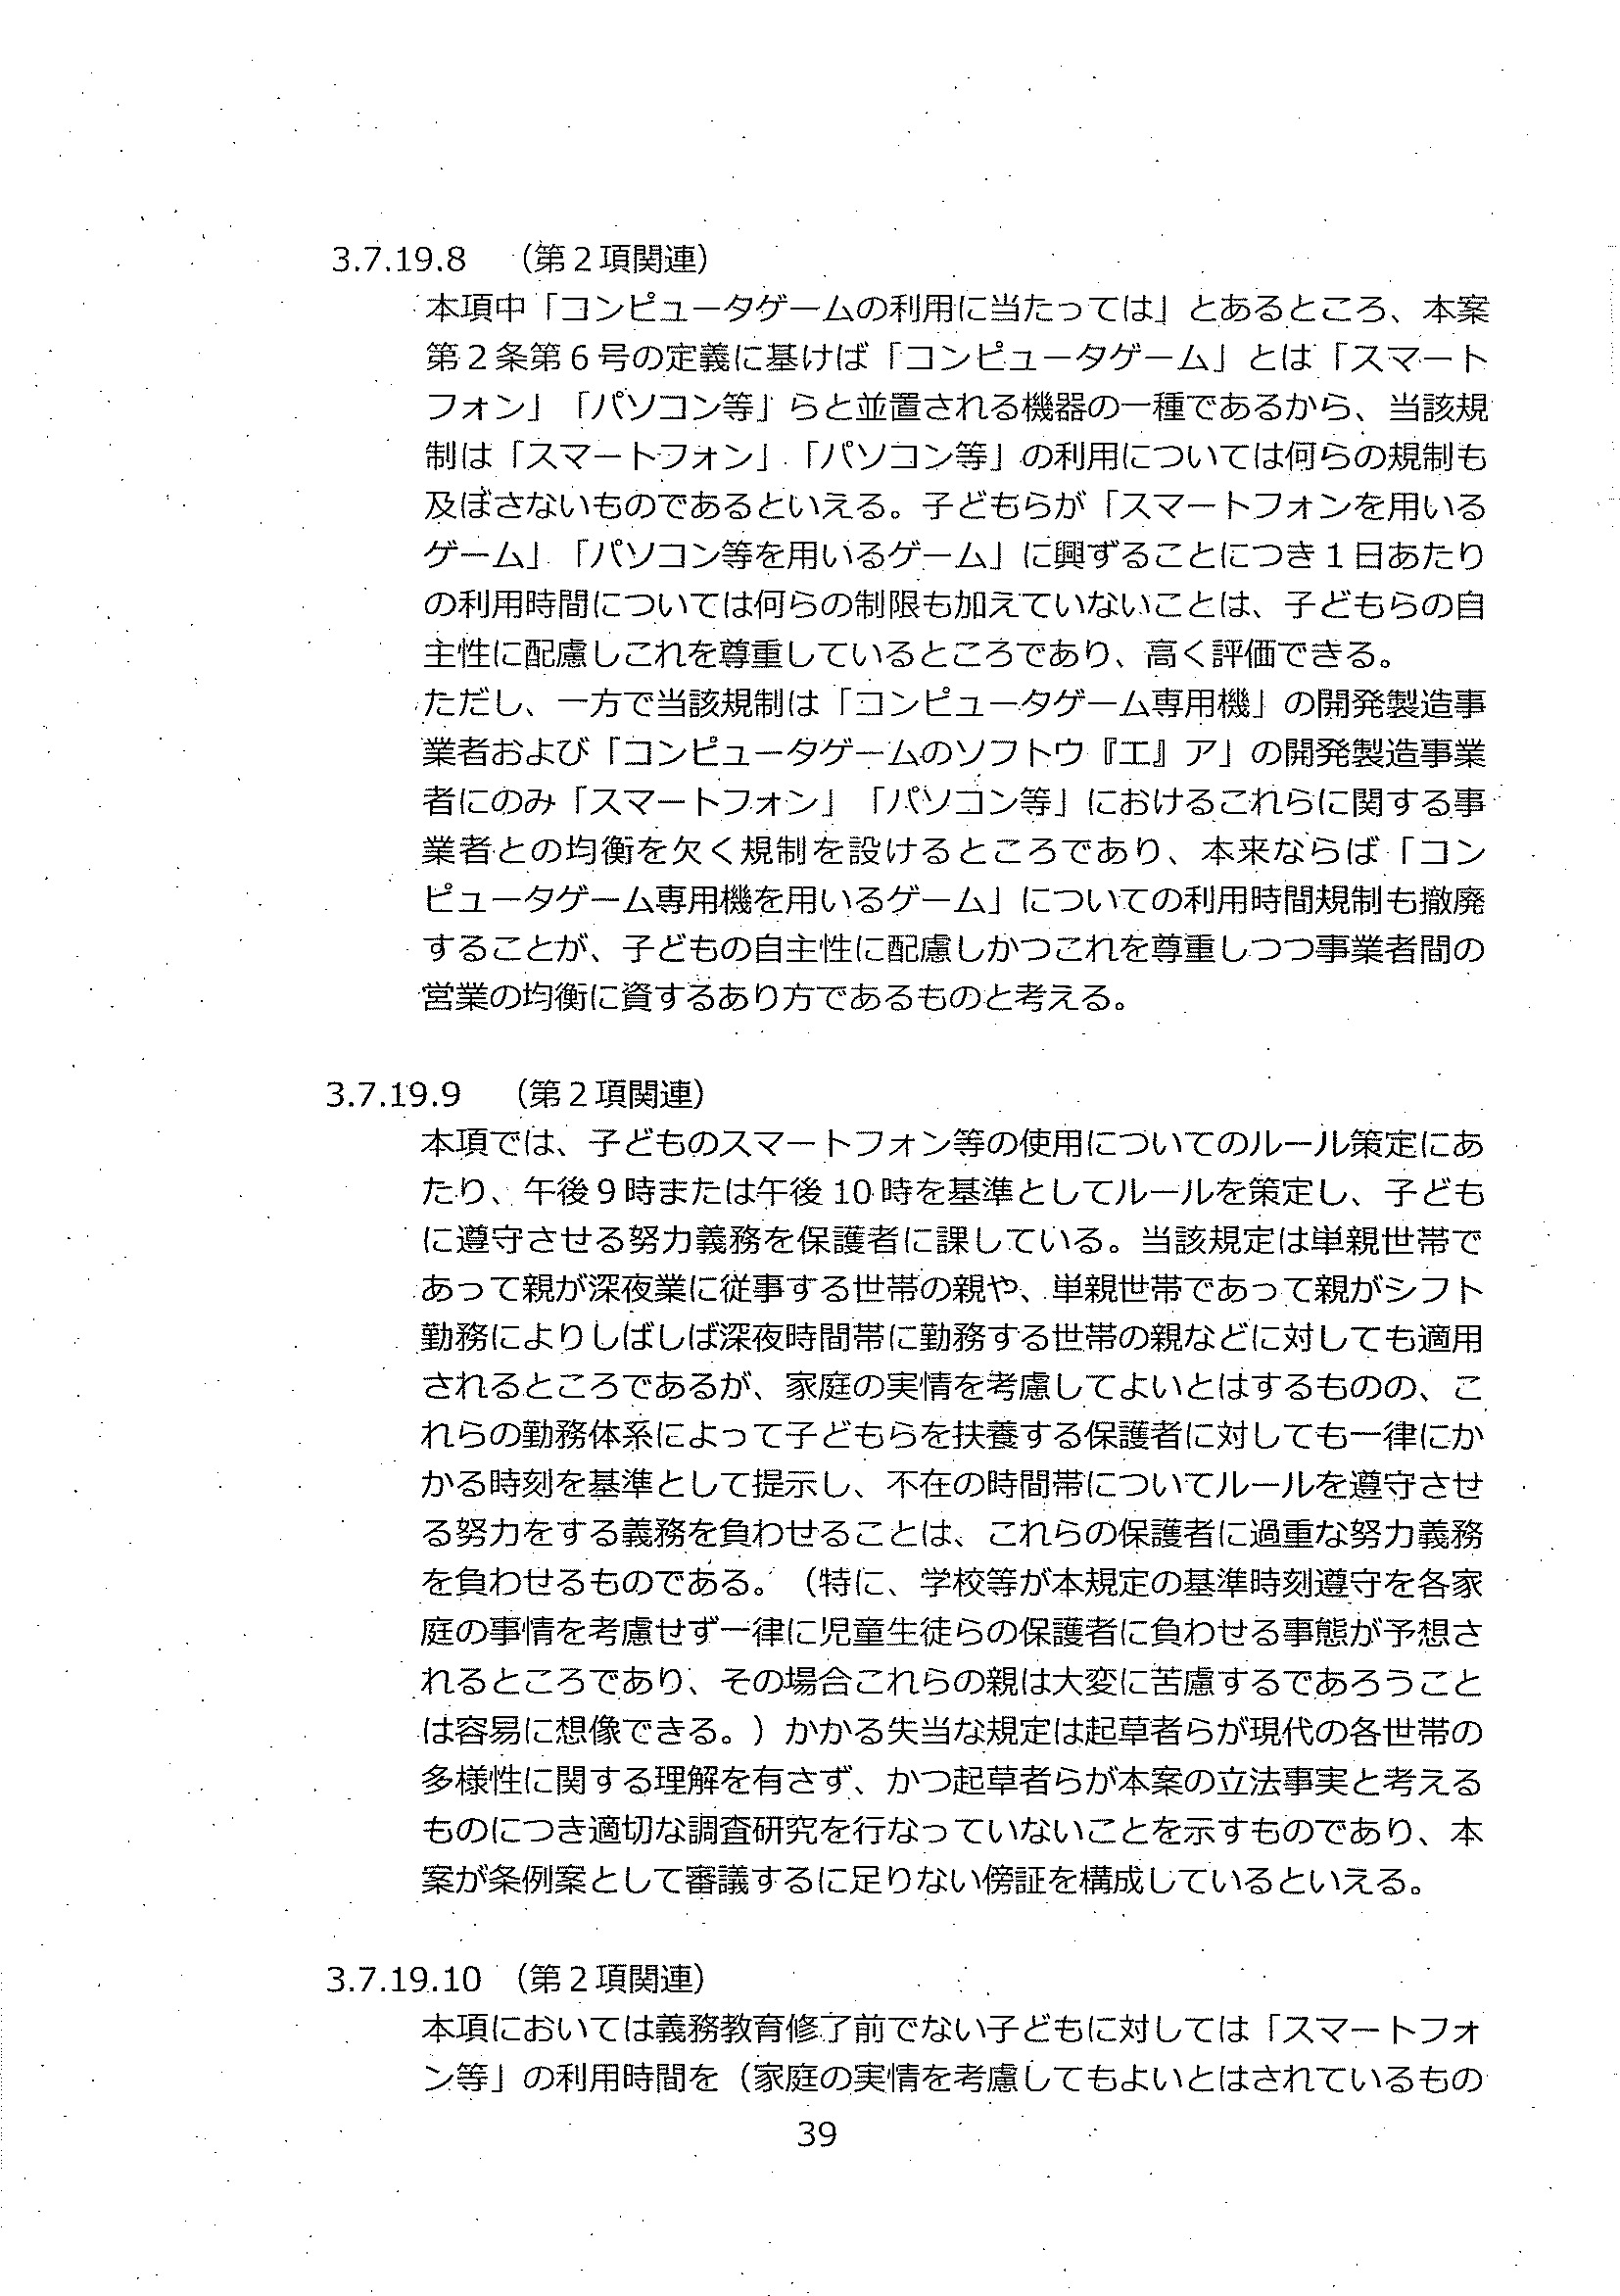 3.7.19.8　（第２項関連）
本項中「コンピュータゲームの利用に当たっては」とあるところ、本案
第２条第６号の定義に基けば「コンピュータゲーム」とは「スマート
フォン」「パソコン等」らと並置される機器の一種であるから、当該規
制は「スマートフォン」「パソコン等」の利用については何らの規制も
及ぼさないものであるといえる。子どもらが「スマートフォンを用いる
ゲーム」「パソコン等を用いるゲーム」に興ずることにつき１日あたり
の利用時間については何らの制限も加えていないことは、子どもらの自
主性に配慮しこれを尊重しているところであり、高く評価できる。
ただし、一方で当該規制は「コンピュータゲーム専用機」の開発製造事
業者および「コンピュータゲームのソフトウ『エ』ア」の開発製造事業
者にのみ「スマートフォン」「パソコン等」におけるこれらに関する事
業者との均衡を欠く規制を設けるところであり、本来ならば「コン
ピュータゲーム専用機を用いるゲーム」についての利用時間規制も撤廃
することが、子どもの自主性に配慮しかつこれを尊重しつつ事業者間の
営業の均衡に資するあり方であるものと考える。
3.7.19.9　（第２項関連）
本項では、子どものスマートフォン等の使用についてのルール策定にあ
たり、午後９時または午後 10 時を基準としてルールを策定し、子ども
に遵守させる努力義務を保護者に課している。当該規定は単親世帯で
あって親が深夜業に従事する世帯の親や、単親世帯であって親がシフト
勤務によりしばしば深夜時間帯に勤務する世帯の親などに対しても適用
されるところであるが、家庭の実情を考慮してよいとはするものの、こ
れらの勤務体系によって子どもらを扶養する保護者に対しても一律にか
かる時刻を基準として提示し、不在の時間帯についてルールを遵守させ
る努力をする義務を負わせることは、これらの保護者に過重な努力義務
を負わせるものである。（特に、学校等が本規定の基準時刻遵守を各家
庭の事情を考慮せず一律に児童生徒らの保護者に負わせる事態が予想さ
れるところであり、その場合これらの親は大変に苦慮するであろうこと
は容易に想像できる。）かかる失当な規定は起草者らが現代の各世帯の
多様性に関する理解を有さず、かつ起草者らが本案の立法事実と考える
ものにつき適切な調査研究を行なっていないことを示すものであり、本
案が条例案として審議するに足りない傍証を構成しているといえる。
3.7.19.10　（第２項関連）
本項においては義務教育修了前でない子どもに対しては「スマートフォ
ン等」の利用時間を（家庭の実情を考慮してもよいとはされているもの
39